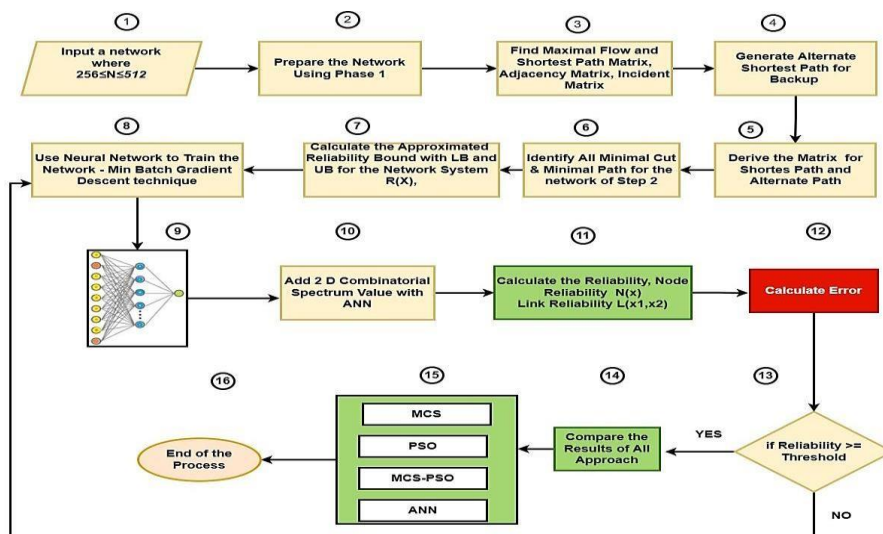 1
Input a network
where
256≤N≤512
2
Prepare the Network
Using Phase 1
3
Find Maximal Flow and
Shortest Path Matrix,
Adjacency Matrix, Incident
Matrix
4
Generate Alternate
Shortest Path for
Backup
5
Derive the Matrix for
Shortes Path and
Alternate Path
6
Identify All Minimal Cut
& Minimal Path for the
network of Step 2
7
Calculate the Approximated
Reliability Bound with LB and
UB for the Network System
R(X),
8
Use Neural Network to Train the
Network - Min Batch Gradient
Descent technique
9
10
Add 2 D Combinatorial
Spectrum Value with
ANN
11
Calculate the Reliability, Node
Reliability N(x)
Link Reliability L(x1,x2)
12
Calculate Error
13
if Reliability >=
Threshold
YES
NO
14
Compare the
Results of All
Approach
15
MCS
PSO
MCS-PSO
ANN
16
End of the
Process